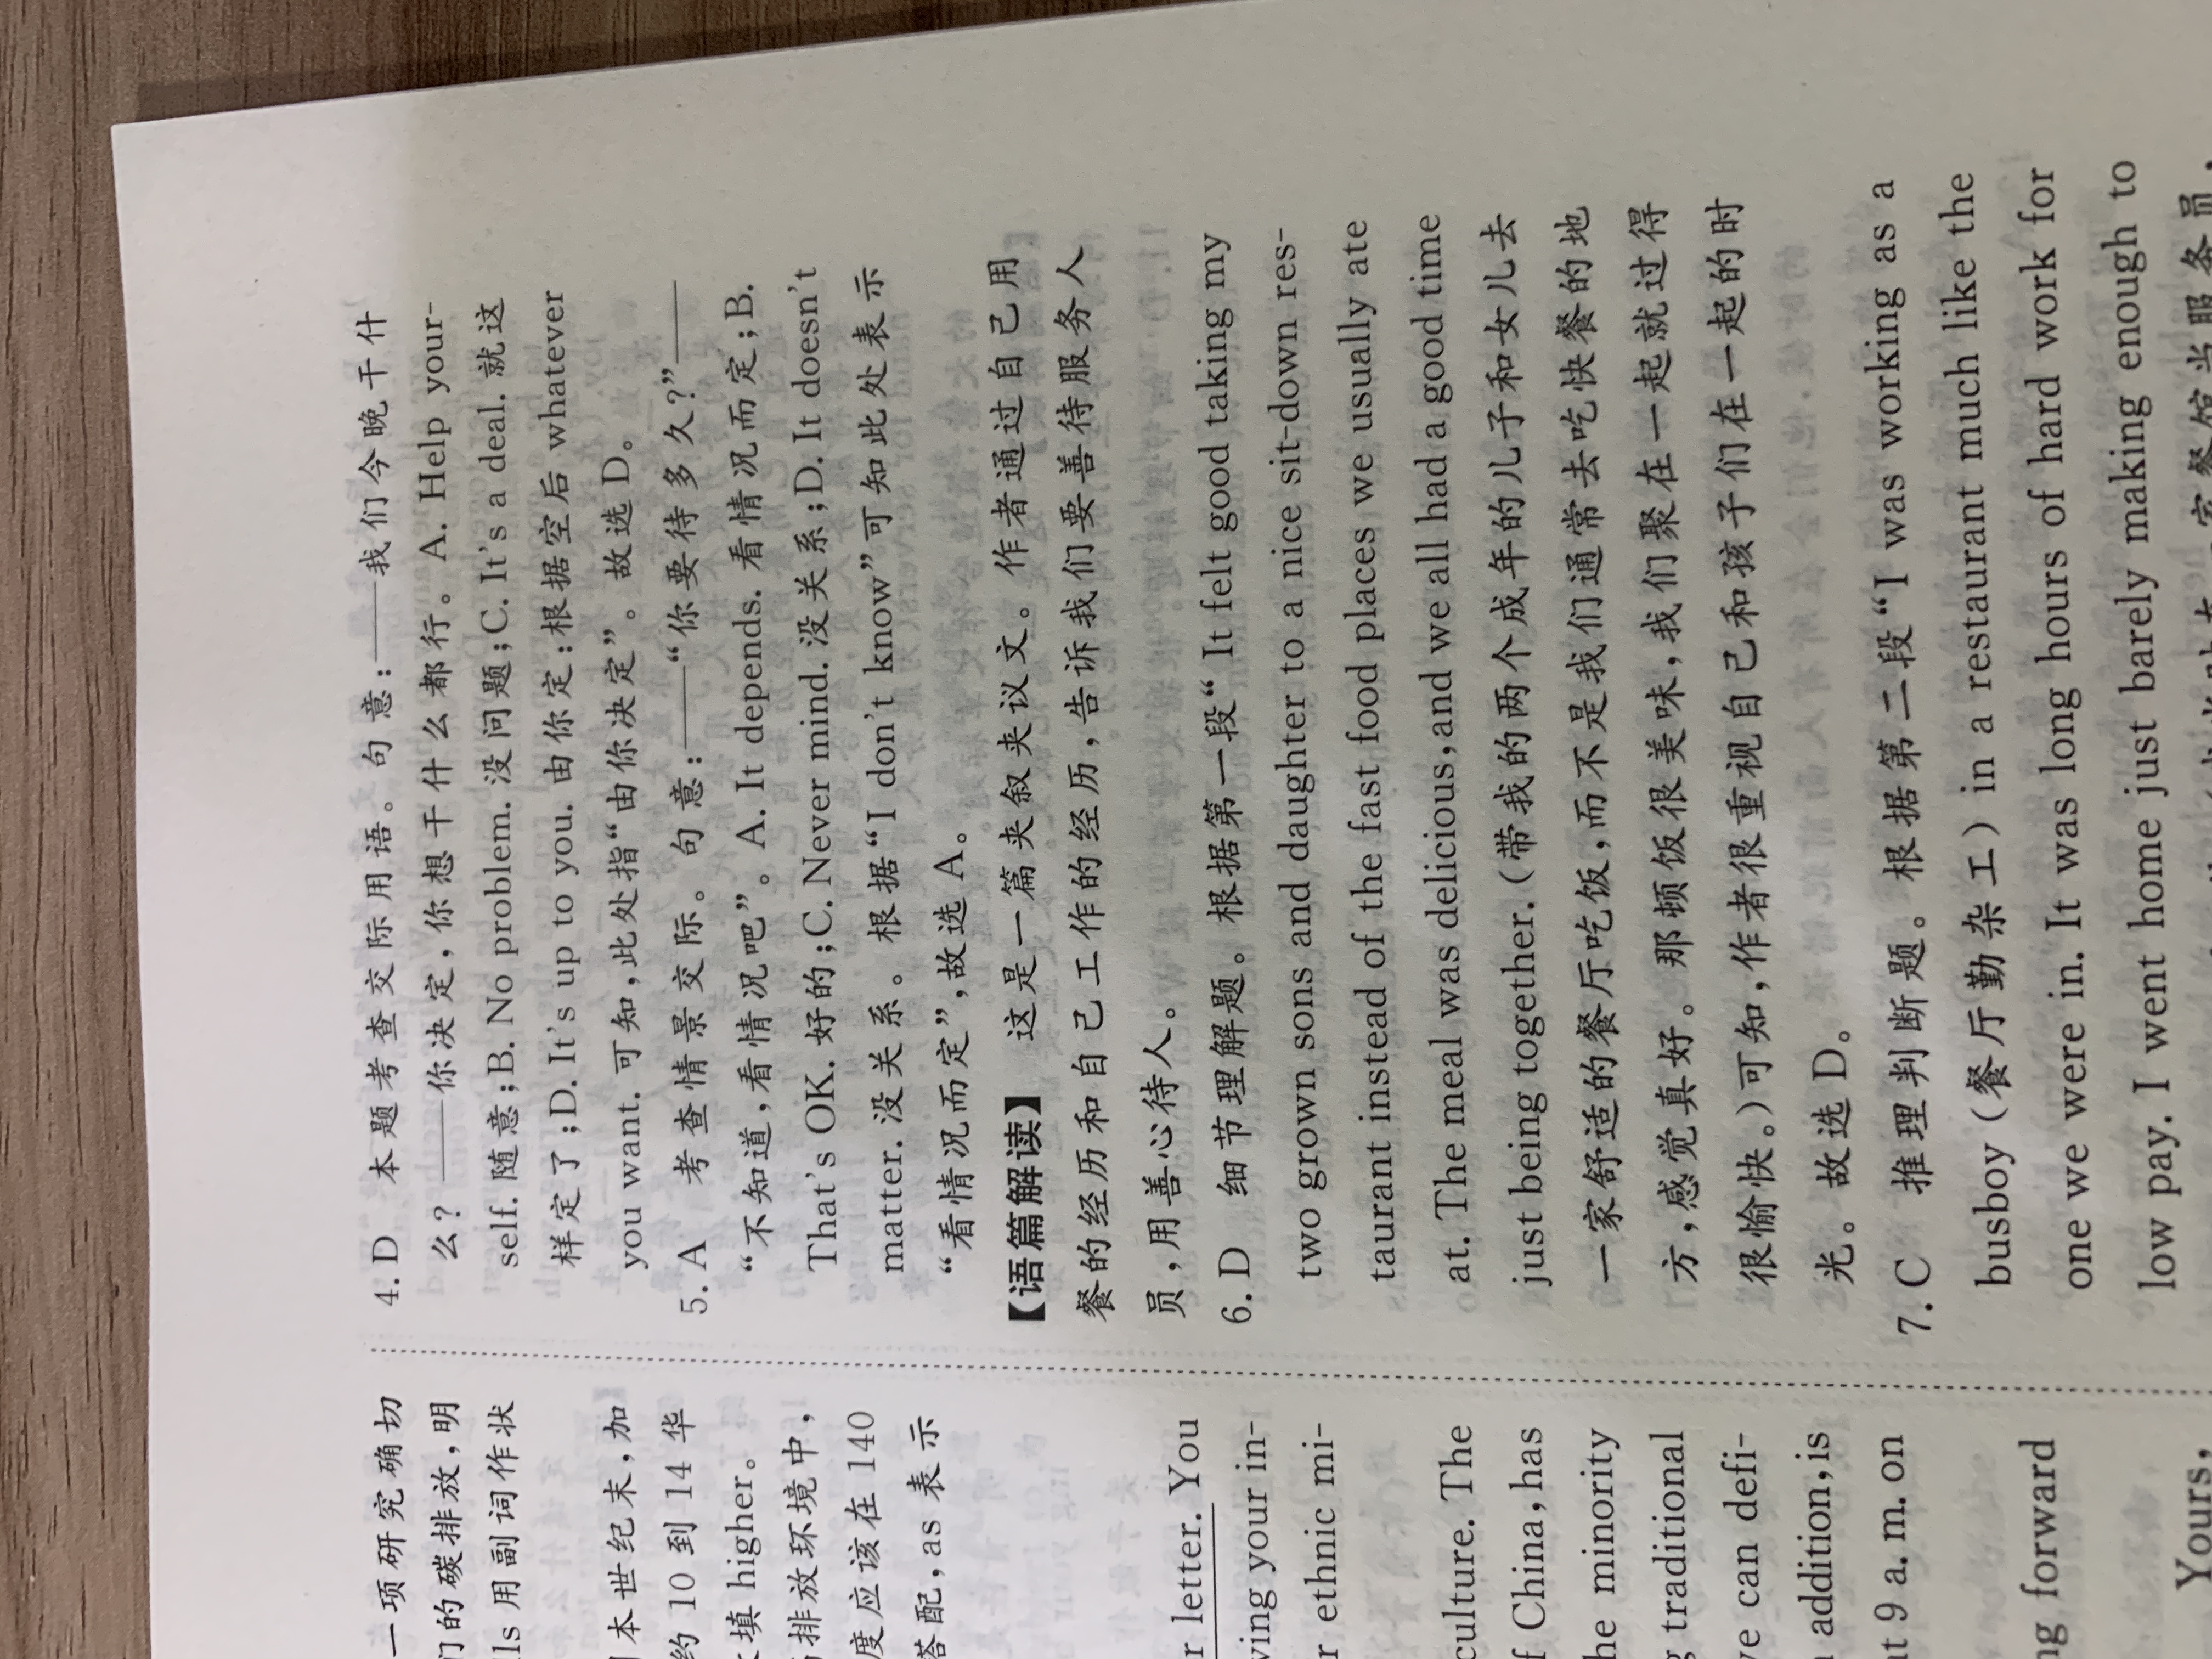 一项研究确切
们的碳排放,明
lls 用副词作状
本世纪末,加
约 10 到 14 华
填 higher。
排放环境中,
度应该在 140
搭配,as 表示
r letter. You
ving your in-
r ethnic mi-
culture. The
f China,has
he minority
g traditional
ve can defi-
addition,is
at 9 a. m. on
ng forward
Yours,
4. D 本题考查交际用语。句意:——我们今晚干什
么? ——你决定,你想干什么都行。A. Help your-
self. 随意;B. No problem. 没问题;C. It's a deal. 就这
样定了;D. It's up to you. 由你定:根据空后 whatever
you want. 可知,此处指“由你决定”。故选 D。
5. A 考查情景交际。句意:——“你要待多久?”——
“不知道,看情况吧”。A. It depends. 看情况而定;B.
That's OK. 好的;C. Never mind. 没关系;D. It doesn't
matter. 没关系。根据“I don't know”可知此处表示
“看情况而定”,故选 A。
【语篇解读】 这是一篇夹叙夹议文。作者通过自己用
餐的经历和自己工作的经历,告诉我们要善待服务人
员,用善心待人。
6. D 细节理解题。根据第一段“ It felt good taking my
two grown sons and daughter to a nice sit-down res-
taurant instead of the fast food places we usually ate
at. The meal was delicious,and we all had a good time
just being together.(带我的两个成年的儿子和女儿去
一家舒适的餐厅吃饭,而不是我们通常去吃快餐的地
方,感觉真好。那顿饭很美味,我们聚在一起就过得
很愉快。)可知,作者很重视自己和孩子们在一起的时
光。故选 D。
7. C 推理判断题。根据第二段“I was working as a
busboy(餐厅勤杂工) in a restaurant much like the
one we were in. It was long hours of hard work for
low pay. I went home just barely making enough to
一家餐馆当服务员,